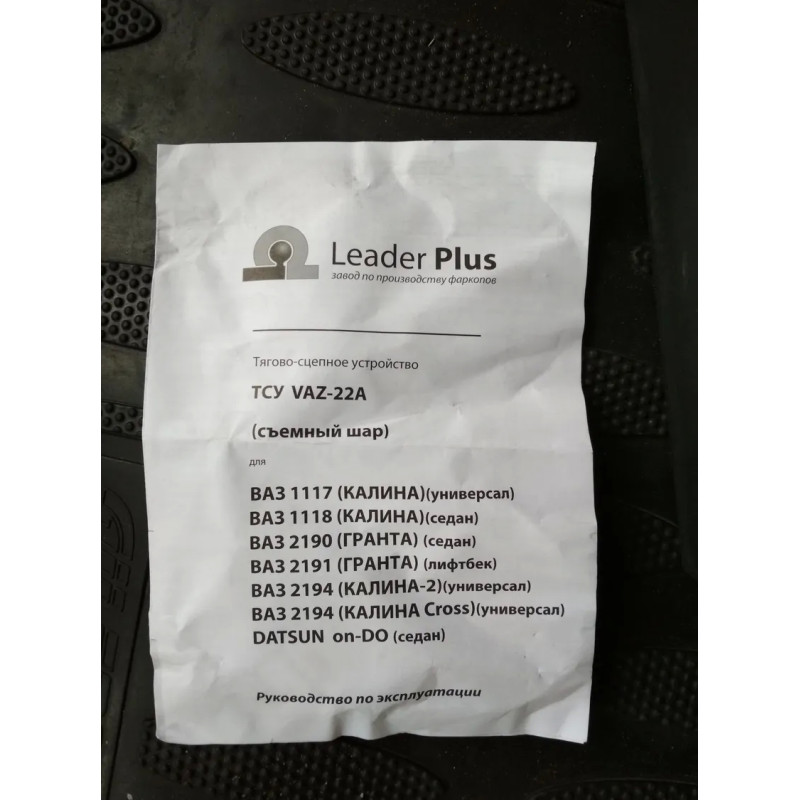 Leader Plus
завод по производству фаркопов
Тягово-сцепное устройство
ТСУ VAZ-22A
(съемный шар)
для
ВАЗ 1117 (КАЛИНА)(универсал)
ВАЗ 1118 (КАЛИНА)(седан)
ВАЗ 2190 (ГРАНТА) (седан)
ВАЗ 2191 (ГРАНТА) (лифтбек)
ВАЗ 2194 (КАЛИНА-2)(универсал)
ВАЗ 2194 (КАЛИНА Cross)(универсал)
DATSUN on-DO (седан)
Руководство по эксплуатации